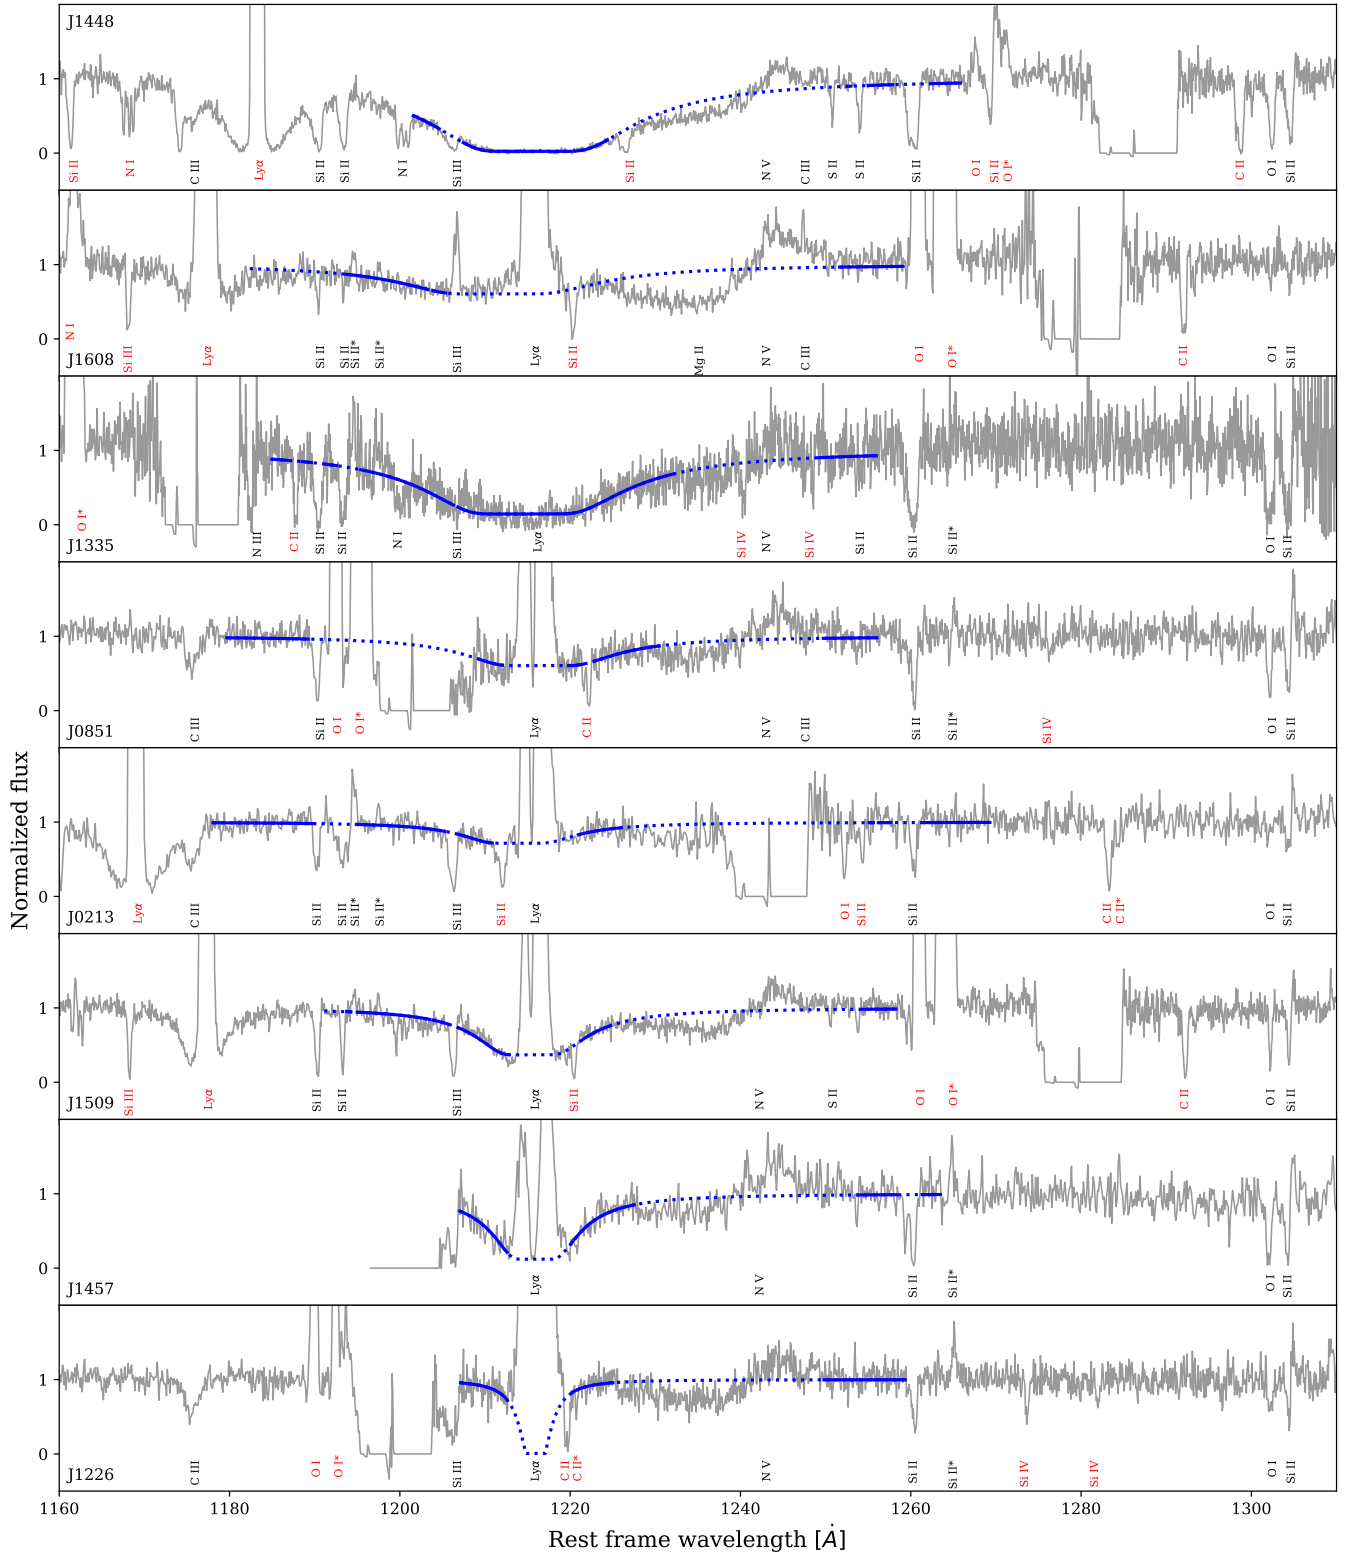 J1448
1
0
Si II
N I
C III
Lyα
Si II
Si II
N I
Si III
Si II
N V
C III
S II
S II
Si II
O I
Si II
O I*
C II
O I
Si II
1
0
N I
J1608
Si III
Lyα
Si II
Si II
Si II*
Si II*
Si III
Lyα
Si II
Mg II
N V
C III
O I
O I*
C II
O I
Si II
1
0
O I*
J1335
N III
C II
Si II
Si II
N I
Si III
Lyα
Si IV
N V
Si IV
S II
Si II
Si II*
O I
Si II
1
0
J0851
C III
Si II
O I
O I*
C II
Lyα
N V
C III
Si II
Si II*
Si IV
O I
Si II
1
0
J0213
Lyα
C III
Si II
Si II
Si II*
Si II*
Si III
Si II
Lyα
O I
Si II
Si II
C II
C II*
O I
Si II
1
0
J1509
Si III
Lyα
Si II
Si II
Si III
Lyα
Si II
N V
S II
O I
O I*
C II
O I
Si II
1
0
J1457
Lyα
N V
Si II
Si II*
O I
Si II
1
0
J1226
C III
O I
O I*
Si III
Lyα
C II
C II*
N V
Si II
Si II*
Si IV
Si IV
O I
Si II
1160 1180 1200 1220 1240 1260 1280 1300
Rest frame wavelength [Ȧ]
Normalized flux